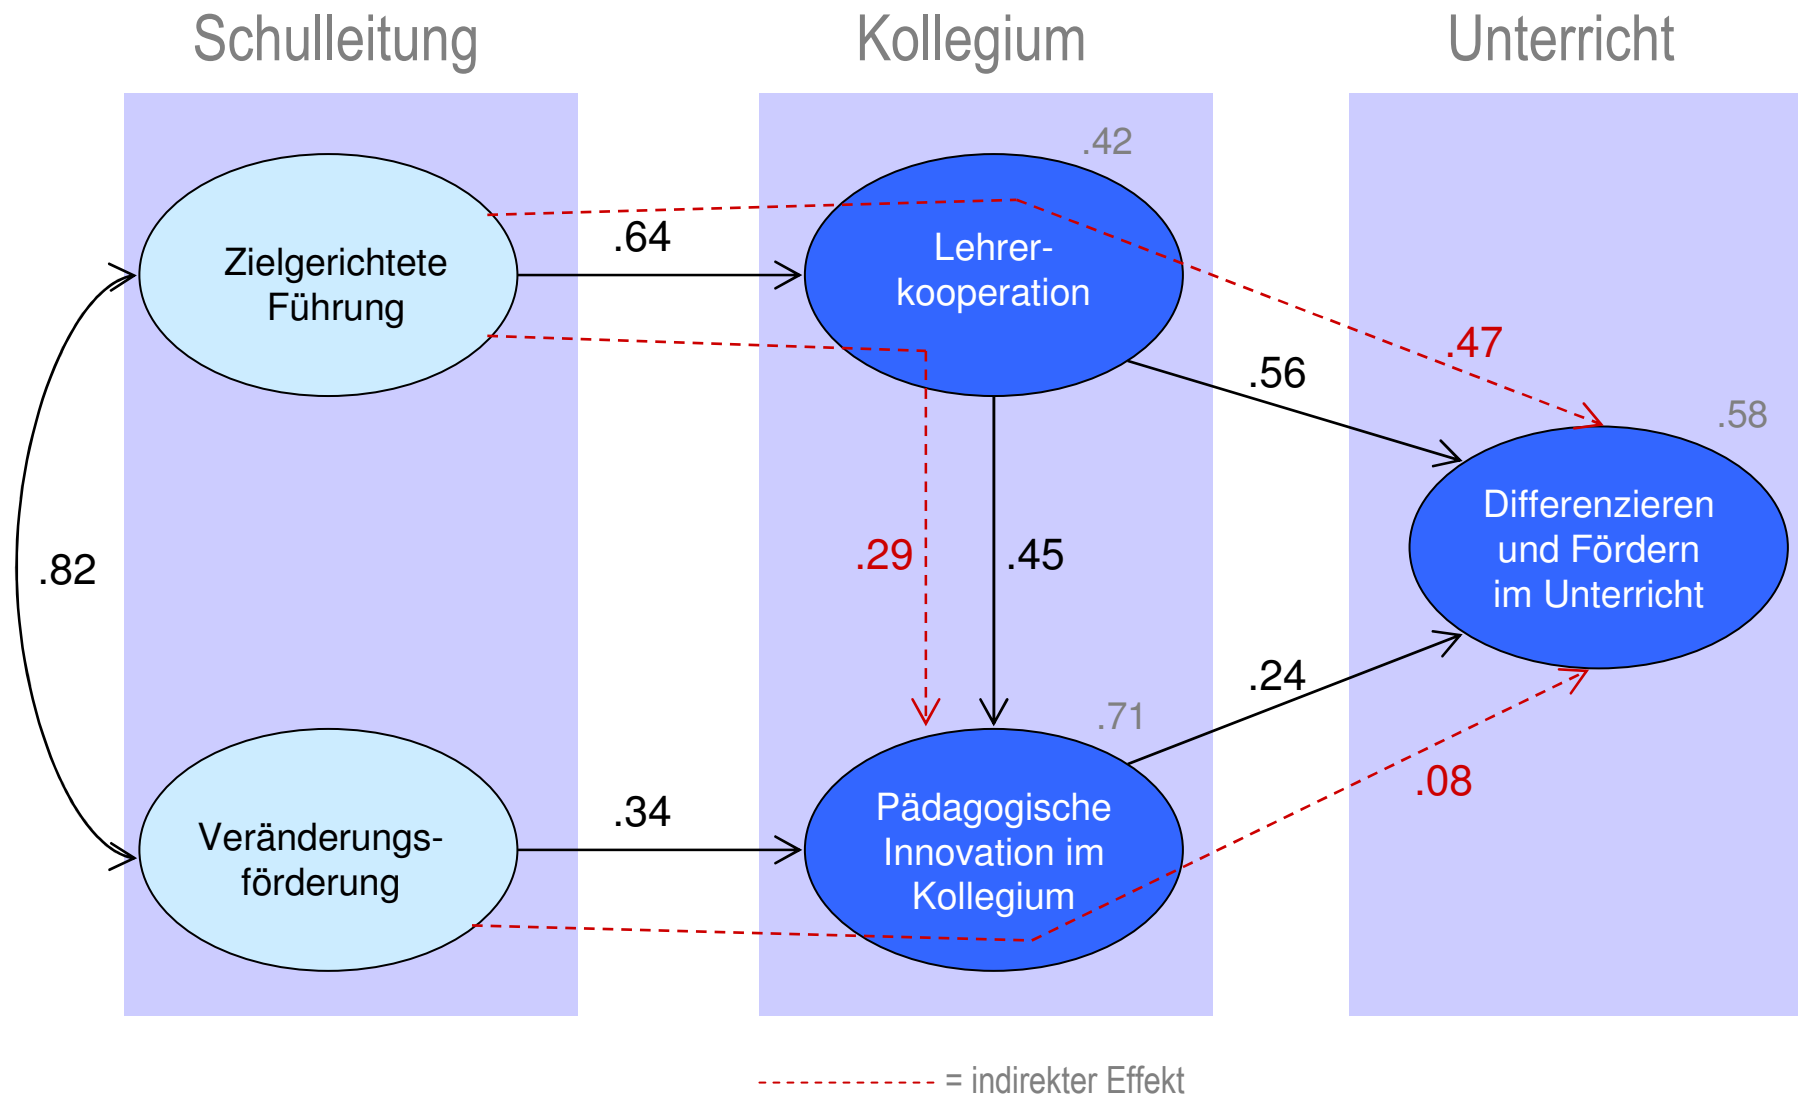 Schulleitung
Kollegium
Unterricht
.42
.64
Zielgerichtete
Führung
Lehrer-
kooperation
.47
.56
.58
.82
.29
.45
Differenzieren
und Fördern
im Unterricht
.24
.71
.08
.34
Veränderungs-
förderung
Pädagogische
Innovation im
Kollegium
= indirekter Effekt